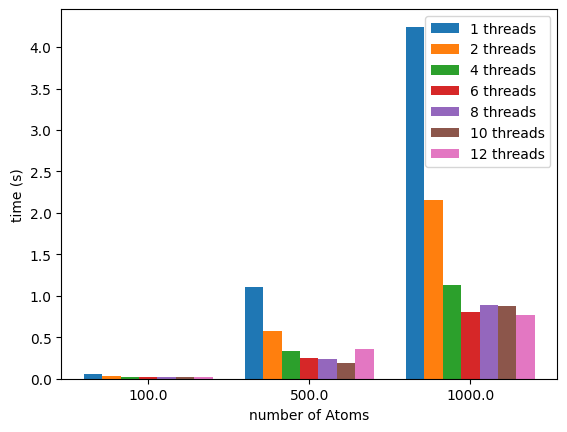 4.0
3.5
3.0
2.5
2.0
1.5
1.0
0.5
0.0
time (s)
1 threads
2 threads
4 threads
6 threads
8 threads
10 threads
12 threads
100.0 500.0 1000.0
number of Atoms